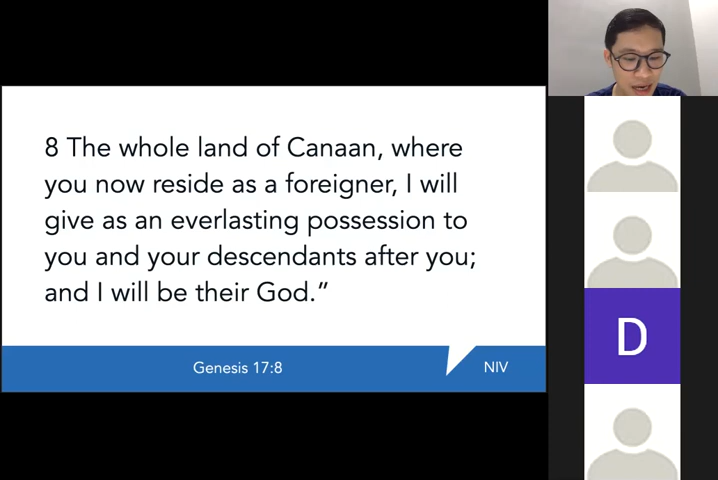 8 The whole land of Canaan, where
you now reside as a foreigner, I will
give as an everlasting possession to
you and your descendants after you;
and I will be their God.”
Genesis 17:8
NIV
D